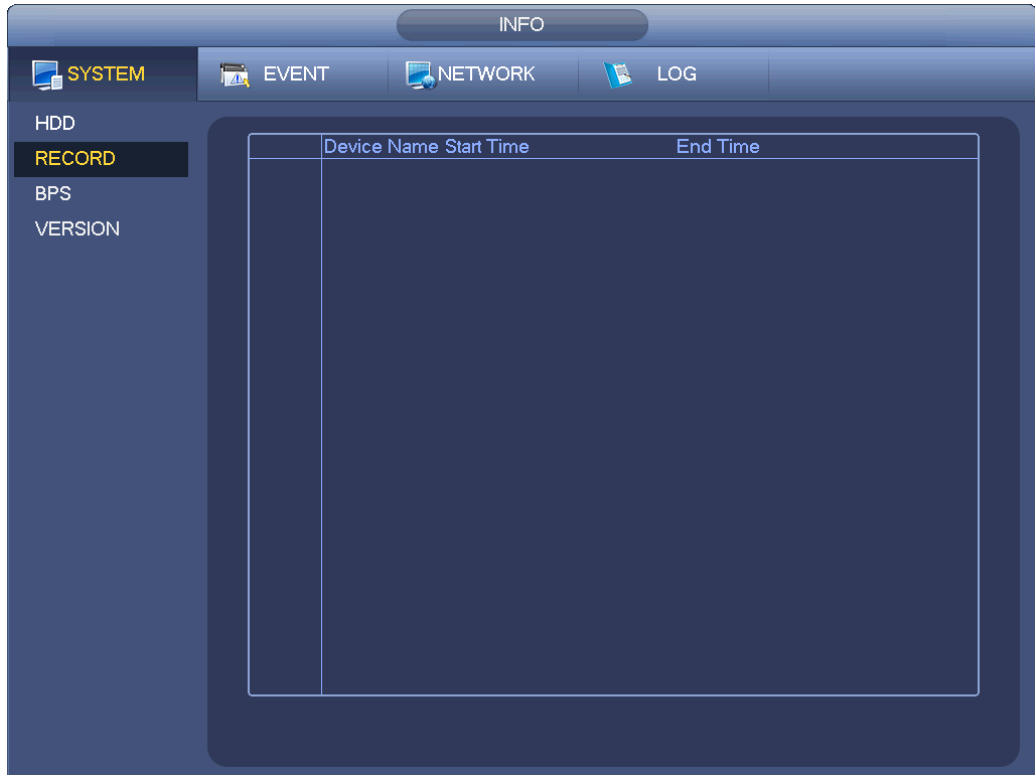 INFO
SYSTEM EVENT NETWORK LOG
HDD
RECORD
BPS
VERSION
Device Name Start Time End Time